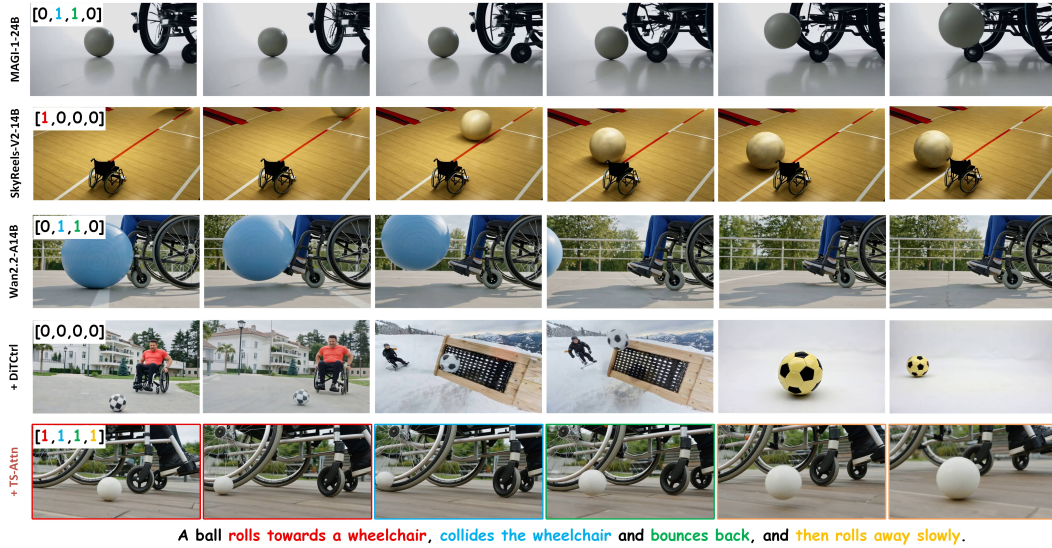 MAGI-1-24B
[0,1,1,0]
SkyReels-V2-14B
[1,0,0,0]
Wan2.2-A14B
[0,1,1,0]
+ DiTCtrl
[0,0,0,0]
+ TS-Attn
[1,1,1,1]
A ball rolls towards a wheelchair, collides the wheelchair and bounces back, and then rolls away slowly.